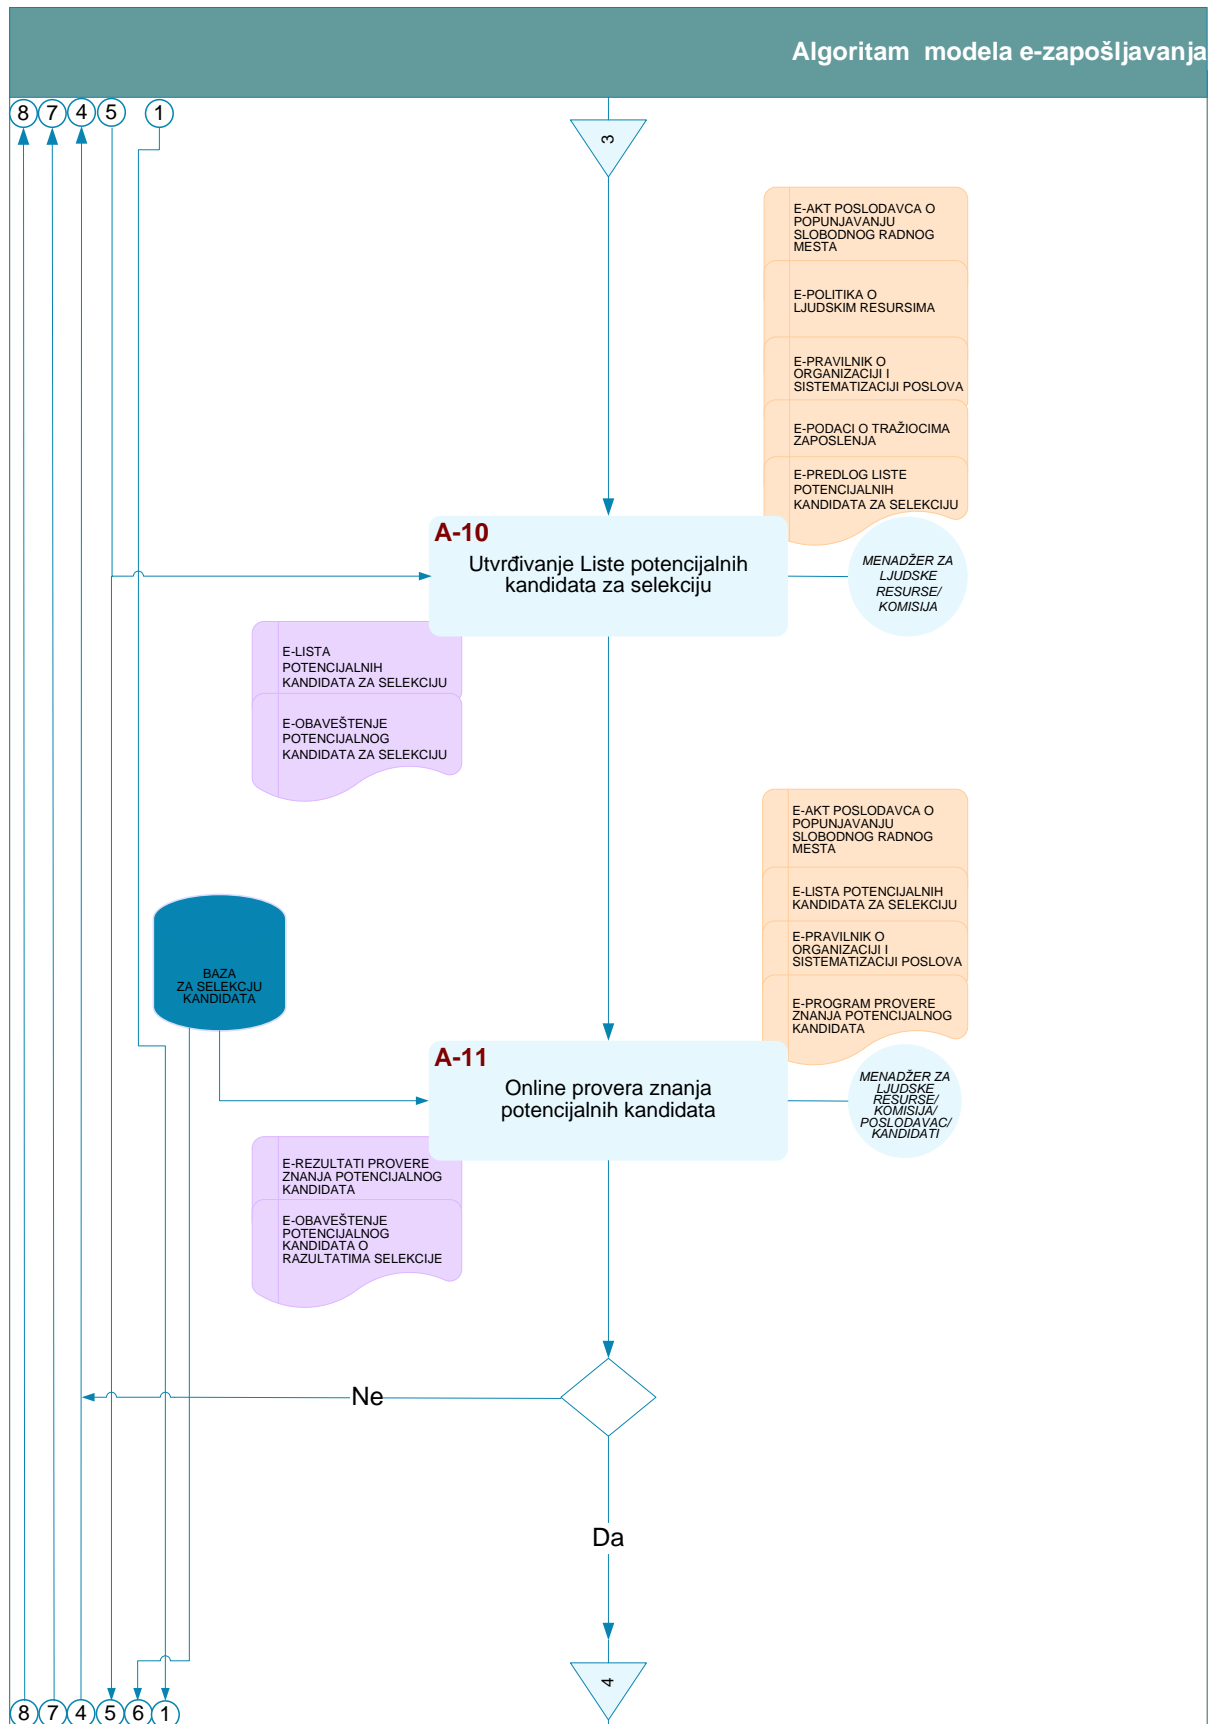 Algoritam modela e-zapošljavanja
8 7 4 5 1
3
E-AKT POSLODAVCA O
POPUNJAVANJU
SLOBODNOG RADNOG
MESTA
E-POLITIKA O
LJUDSKIM RESURSIMA
E-PRAVILNIK O
ORGANIZACIJI I
SISTEMATIZACIJI POSLOVA
E-PODACI O TRAŽIOCIMA
ZAPOSLENJA
E-PREDLOG LISTE
POTENCIJALNIH
KANDIDATA ZA SELEKCIJU
A-10
Utvrđivanje Liste potencijalnih
kandidata za selekciju
MENADŽER ZA
LJUDSKE
RESURSE/
KOMISIJA
E-LISTA
POTENCIJALNIH
KANDIDATA ZA SELEKCIJU
E-OBAVEŠTENJE
POTENCIJALNOG
KANDIDATA ZA SELEKCIJU
E-AKT POSLODAVCA O
POPUNJAVANJU
SLOBODNOG RADNOG
MESTA
E-LISTA POTENCIJALNIH
KANDIDATA ZA SELEKCIJU
E-PRAVILNIK O
ORGANIZACIJI I
SISTEMATIZACIJI POSLOVA
E-PROGRAM PROVERE
ZNANJA POTENCIJALNOG
KANDIDATA
BAZA
ZA SELEKCJU
KANDIDATA
A-11
Online provera znanja
potencijalnih kandidata
MENADŽER ZA
LJUDSKE
RESURSE/
KOMISIJA/
POSLODAVAC/
KANDIDATI
E-REZULTATI PROVERE
ZNANJA POTENCIJALNOG
KANDIDATA
E-OBAVEŠTENJE
POTENCIJALNOG
KANDIDATA O
RAZULTATIMA SELEKCIJE
Ne
Da
4
8 7 4 5 6 1